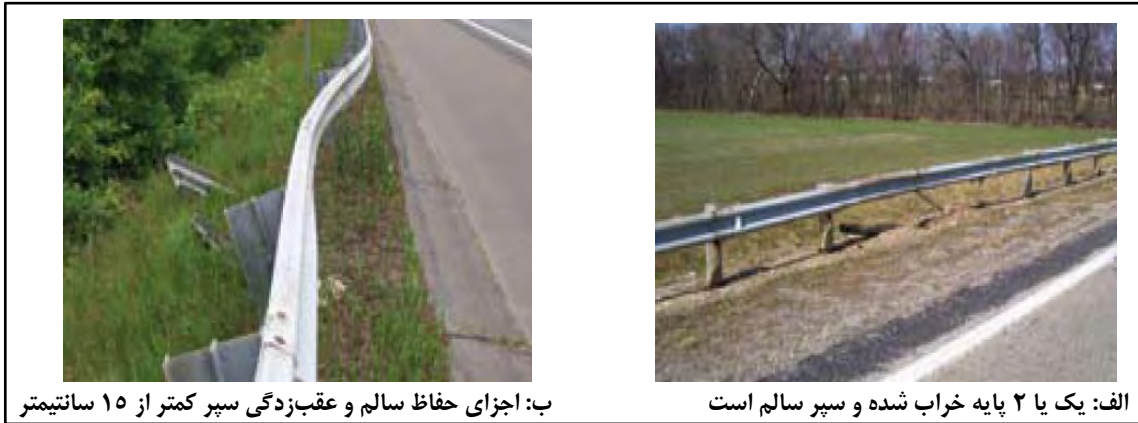 الف: یک یا ۲ پایه خراب شده و سپر سالم است
ب: اجزای حفاظ سالم و عقب‌زدگی سپر کمتر از ۱۵ سانتیمتر